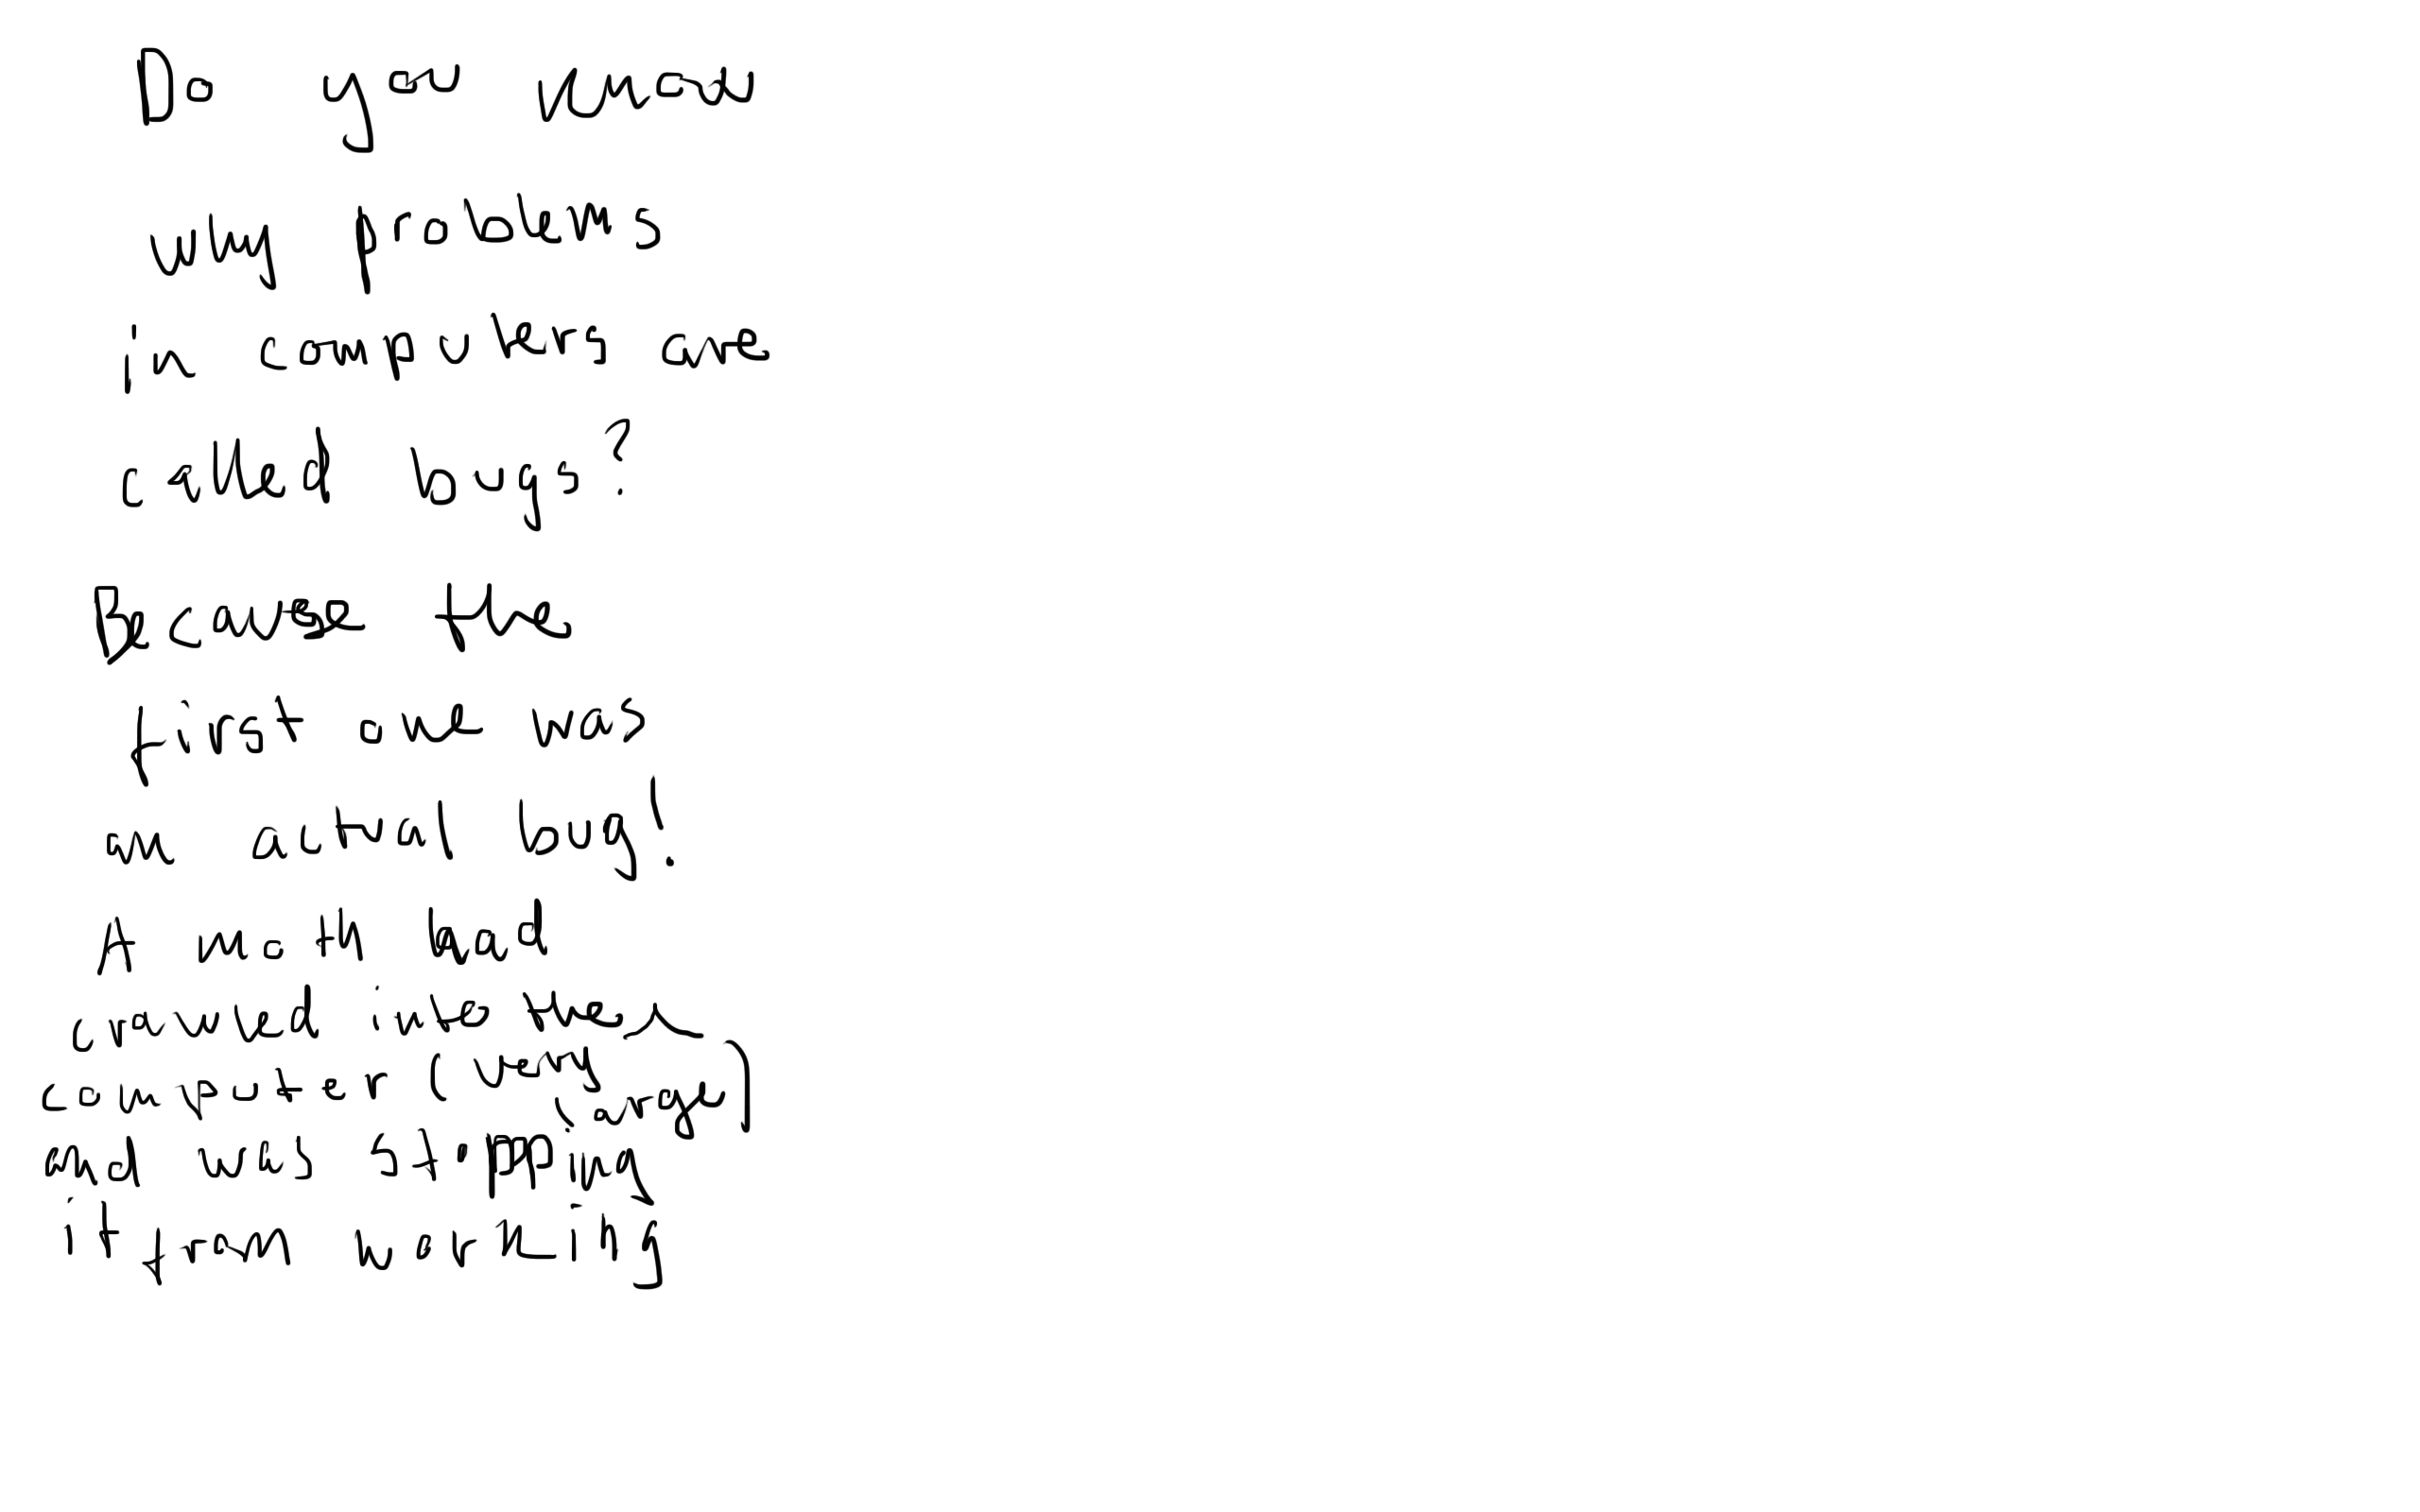 Do you know
why problems
in computers are
called bugs?
Because the
first one was
an actual bug!
A moth had
crawled into the
computer (very
large)
and was stopping
it from working